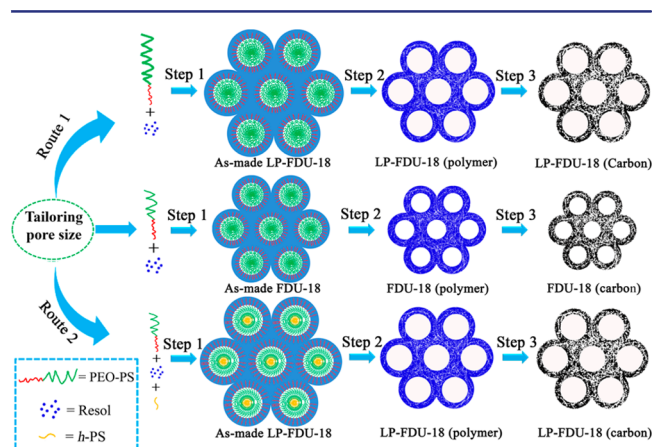 Route 1
+
Step 1
As-made LP-FDU-18
Step 2
LP-FDU-18 (polymer)
Step 3
LP-FDU-18 (Carbon)
Tailoring
pore size
+
Step 1
As-made FDU-18
Step 2
FDU-18 (polymer)
Step 3
FDU-18 (carbon)
Route 2
+
+
Step 1
As-made LP-FDU-18
Step 2
LP-FDU-18 (polymer)
Step 3
LP-FDU-18 (carbon)
= PEO-PS
= Resol
= h-PS